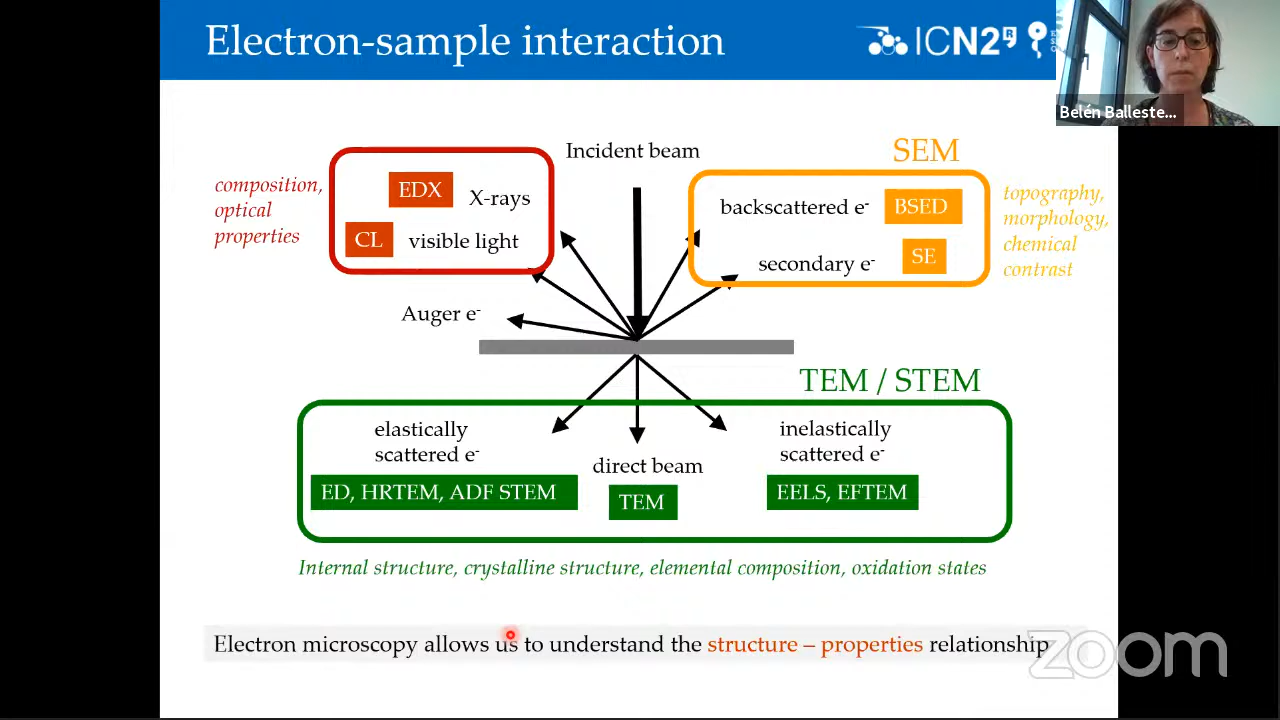 Electron-sample interaction
ICN2
Belén Balleste...
Incident beam
SEM
composition,
optical
properties
EDX
X-rays
CL
visible light
backscattered e-
BSED
secondary e-
SE
topography,
morphology,
chemical
contrast
Auger e-
TEM / STEM
elastically
scattered e-
ED, HRTEM, ADF STEM
direct beam
TEM
inelastically
scattered e-
EELS, EFTEM
Internal structure, crystalline structure, elemental composition, oxidation states
Electron microscopy allows us to understand the structure – properties relationship
zoom